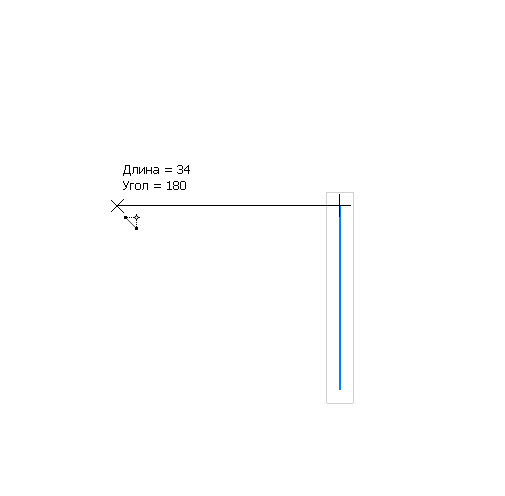 Длина = 34
Угол = 180